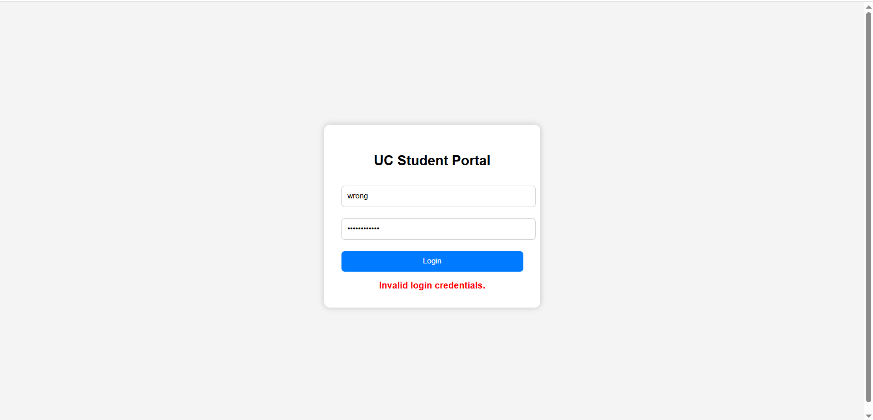 UC Student Portal
wrong
••••••••••••
Login
Invalid login credentials.